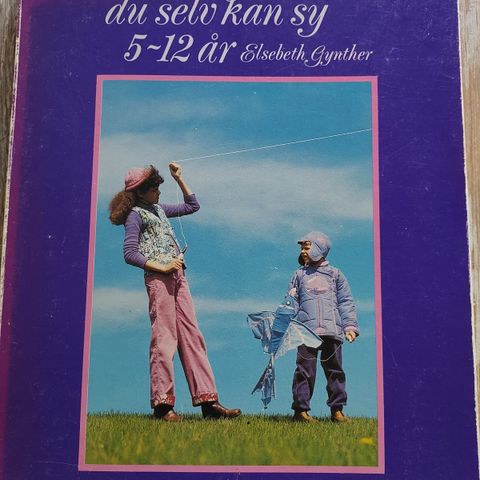 du selv kan sy
5-12 år Elsebeth Gynther